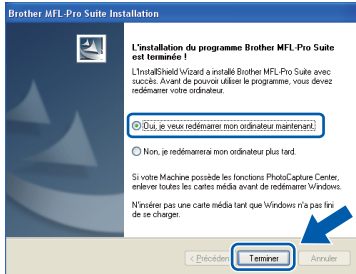 Brother MFL-Pro Suite Installation
L'installation du programme Brother MFL-Pro Suite
est terminée !
L'InstallShield Wizard a installé Brother MFL-Pro Suite avec
succès. Avant de pouvoir utiliser le programme, vous devez
redémarrer votre ordinateur.
Oui, je veux redémarrer mon ordinateur maintenant.
Non, je redémarrerai mon ordinateur plus tard.
Si votre Machine possède les fonctions PhotoCapture Center,
enlever toutes les cartes média avant de redémarrer Windows.
N'insérer pas une carte média tant que Windows n'a pas fini
de se charger.
< Précéden Terminer Annuler